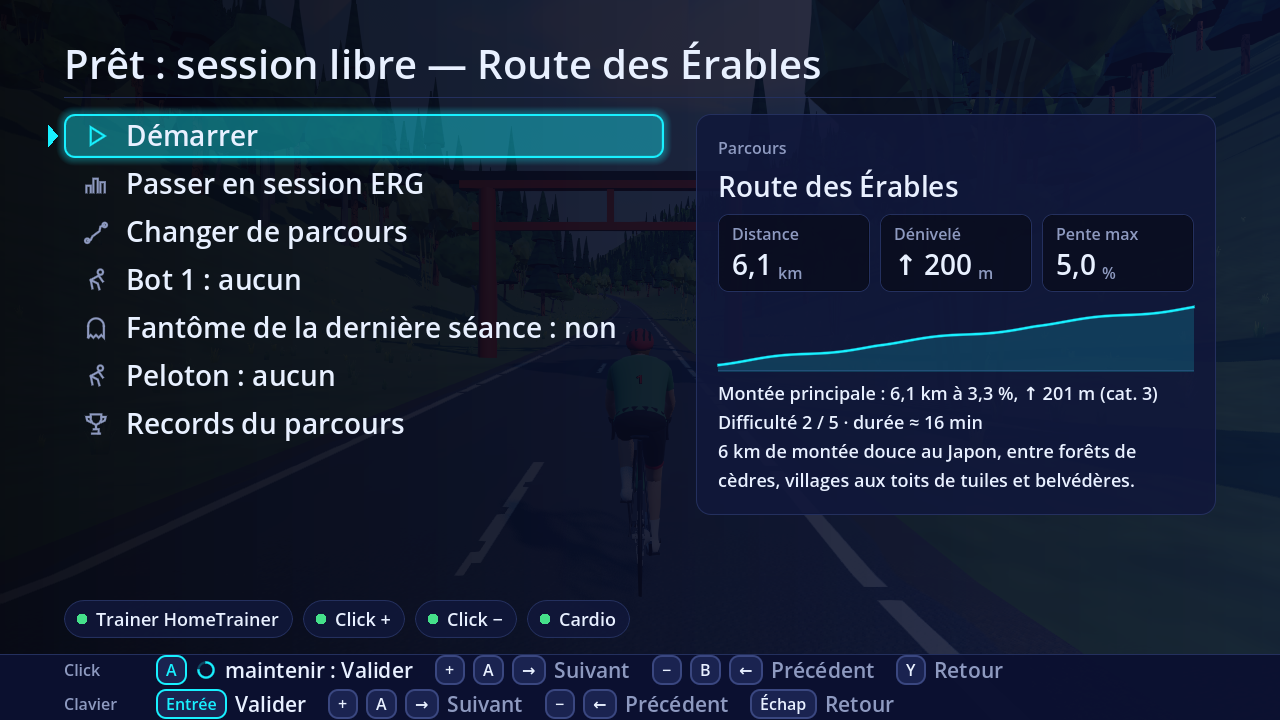 Prêt : session libre — Route des Érables
Démarrer
Passer en session ERG
Changer de parcours
Bot 1 : aucun
Fantôme de la dernière séance : non
Peloton : aucun
Records du parcours
Parcours
Route des Érables
Distance
6,1 km
Dénivelé
↑ 200 m
Pente max
5,0 %
Montée principale : 6,1 km à 3,3 %, ↑ 201 m (cat. 3)
Difficulté 2 / 5 · durée ≈ 16 min
6 km de montée douce au Japon, entre forêts de
cèdres, villages aux toits de tuiles et belvédères.
Trainer HomeTrainer
Click +
Click −
Cardio
Click A maintenir : Valider + A → Suivant − B ← Précédent Y Retour
Clavier Entrée Valider + A → Suivant − ← Précédent Échap Retour